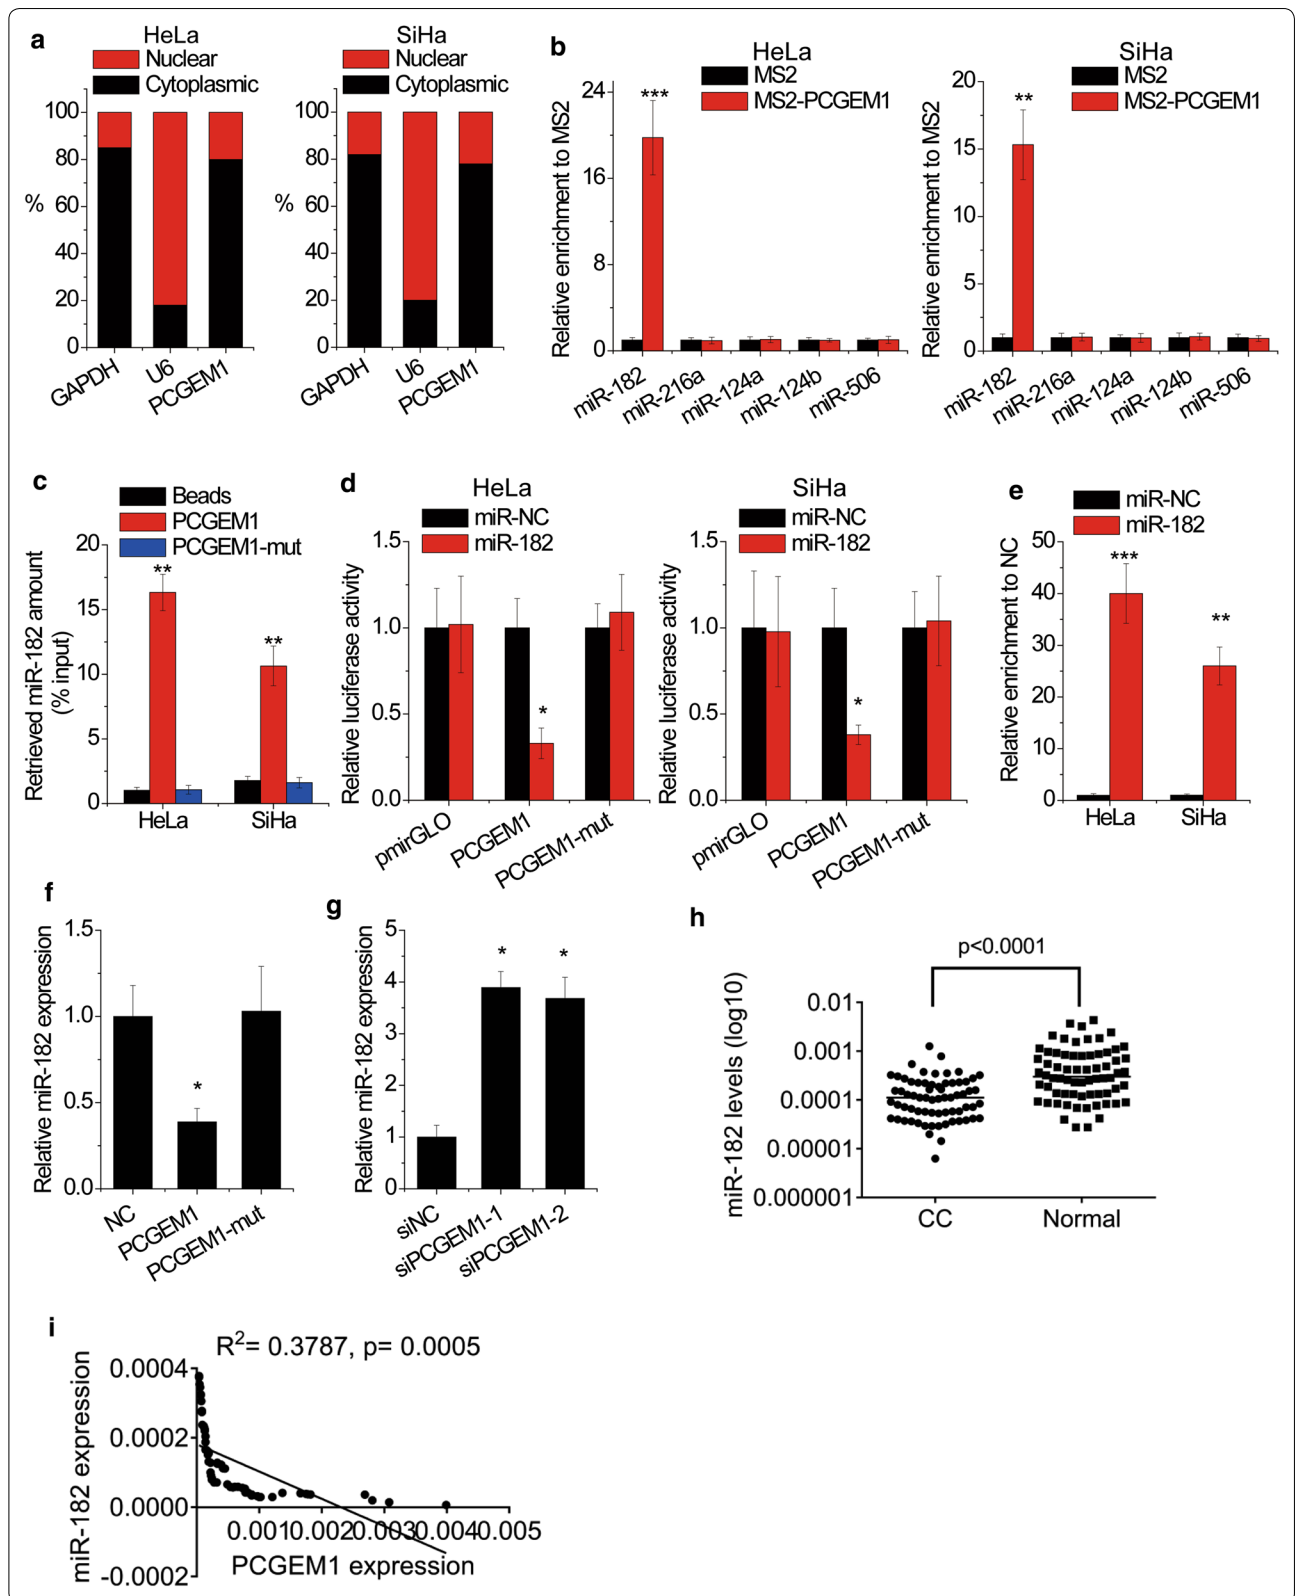 a
HeLa
Nuclear
Cytoplasmic
100
80
% 60
40
20
0
GAPDH
U6
PCGEM1
SiHa
Nuclear
Cytoplasmic
100
80
% 60
40
20
0
GAPDH
U6
PCGEM1
b
HeLa
MS2
MS2-PCGEM1
Relative enrichment to MS2
24
16
8
0
***
miR-182
miR-216a
miR-124a
miR-124b
miR-506
SiHa
MS2
MS2-PCGEM1
Relative enrichment to MS2
20
15
10
5
0
**
miR-182
miR-216a
miR-124a
miR-124b
miR-506
c
Beads
PCGEM1
PCGEM1-mut
Retrieved miR-182 amount
(% input)
20
15
10
5
0
**
**
HeLa
SiHa
d
HeLa
miR-NC
miR-182
Relative luciferase activity
1.5
1.0
0.5
0.0
*
pmirGLO
PCGEM1
PCGEM1-mut
SiHa
miR-NC
miR-182
Relative luciferase activity
1.5
1.0
0.5
0.0
*
pmirGLO
PCGEM1
PCGEM1-mut
e
miR-NC
miR-182
Relative enrichment to NC
50
40
30
20
10
0
***
**
HeLa
SiHa
f
Relative miR-182 expression
1.5
1.0
0.5
0.0
*
NC
PCGEM1
PCGEM1-mut
g
Relative miR-182 expression
5
4
3
2
1
0
*
*
siNC
siPCGEM1-1
siPCGEM1-2
h
p<0.0001
miR-182 levels (log10)
0.01
0.001
0.0001
0.00001
0.000001
CC
Normal
i
R2= 0.3787, p= 0.0005
miR-182 expression
0.0004
0.0002
0.0000
-0.0002
0.001
0.002
0.003
0.004
0.005
PCGEM1 expression